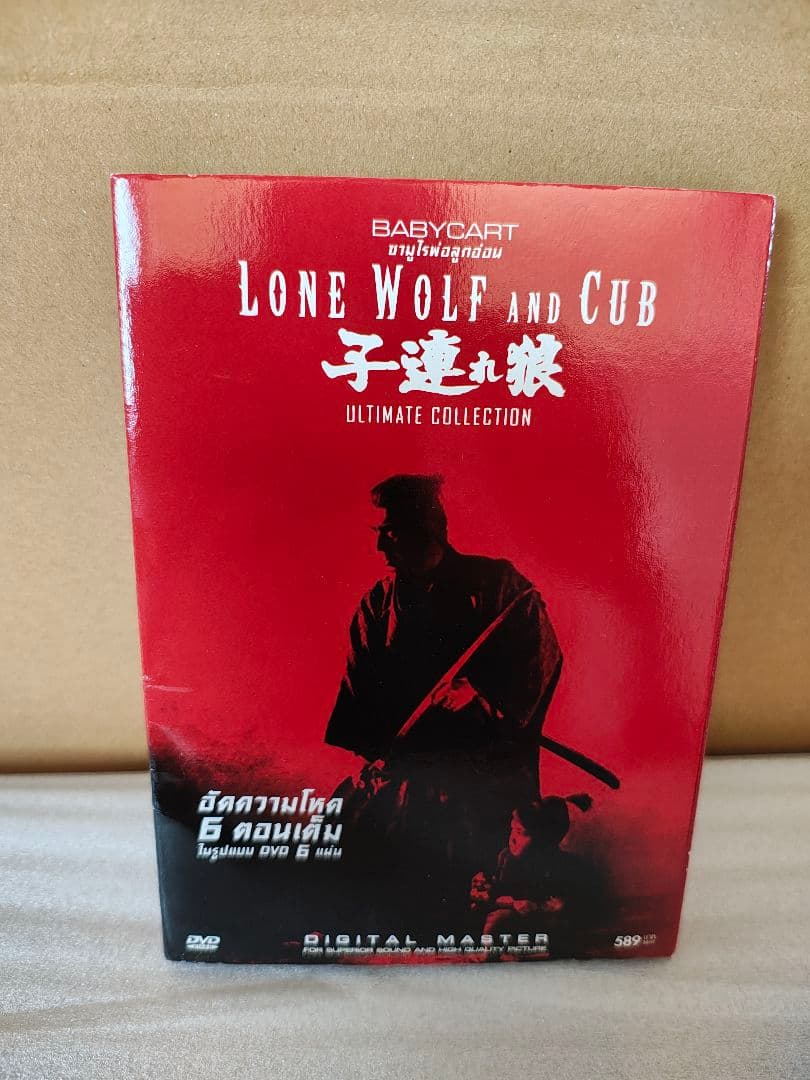 BABYCART
ซามูไรพ่อลูกอ่อน
LONE WOLF AND CUB
子連れ狼
ULTIMATE COLLECTION
อัดความโหด
6 ตอนเต็ม
ในรูปแบบ DVD 6 แผ่น
DVD
DIGITAL MASTER
FOR SUPERIOR SOUND AND HIGH QUALITY PICTURE
589